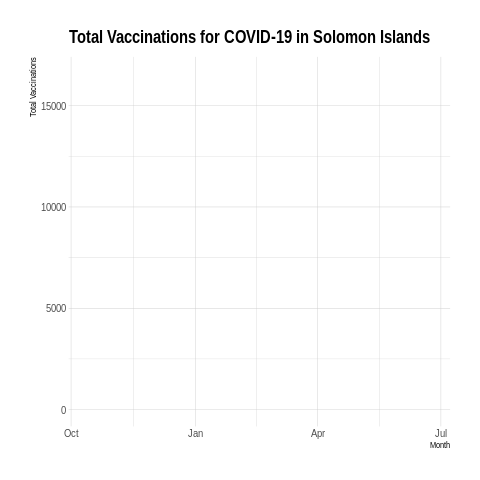 Total Vaccinations for COVID-19 in Solomon Islands
Total Vaccinations
15000
10000
5000
0
Oct
Jan
Apr
Jul
Month